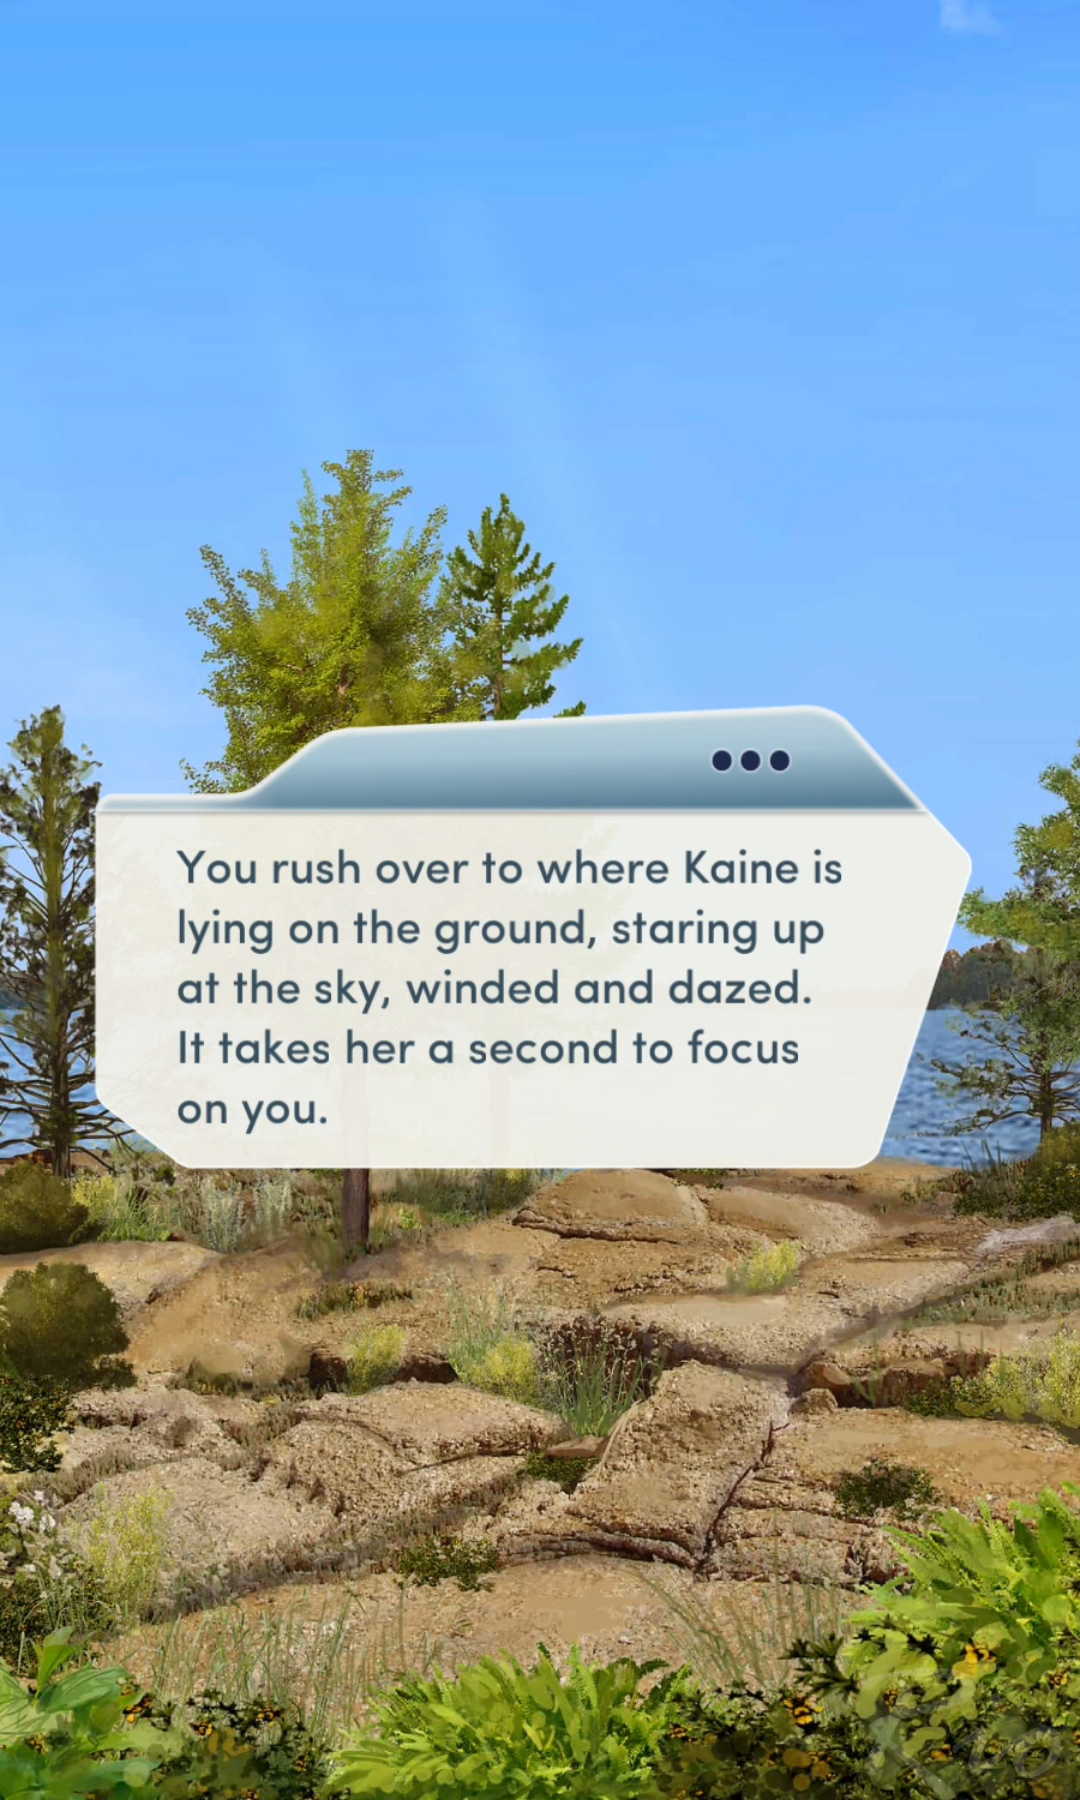 You rush over to where Kaine is
lying on the ground, staring up
at the sky, winded and dazed.
It takes her a second to focus
on you.